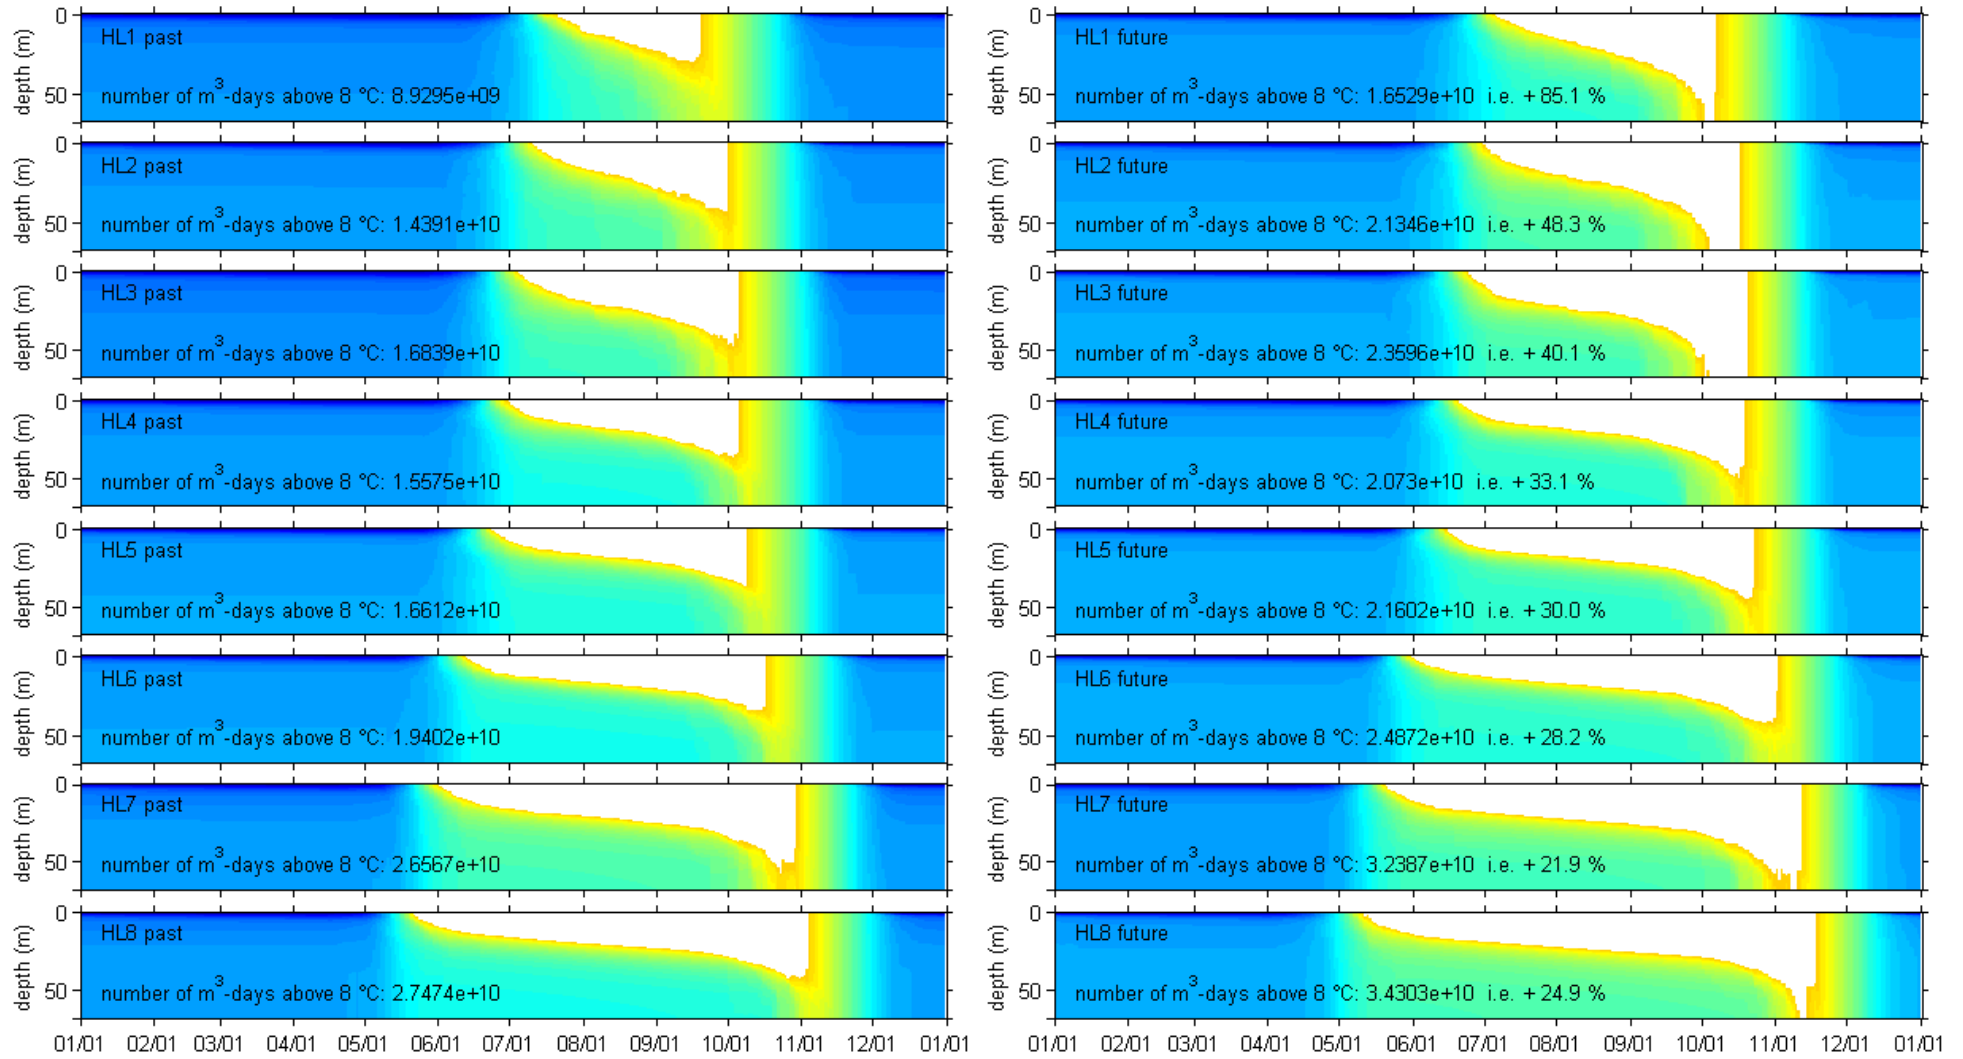 0
HL1 past
50
number of m³-days above 8 °C: 8.9295e+09
depth (m)
0
HL1 future
50
number of m³-days above 8 °C: 1.6529e+10 i.e. + 85.1 %
depth (m)
0
HL2 past
50
number of m³-days above 8 °C: 1.4391e+10
depth (m)
0
HL2 future
50
number of m³-days above 8 °C: 2.1346e+10 i.e. + 48.3 %
depth (m)
0
HL3 past
50
number of m³-days above 8 °C: 1.6839e+10
depth (m)
0
HL3 future
50
number of m³-days above 8 °C: 2.3596e+10 i.e. + 40.1 %
depth (m)
0
HL4 past
50
number of m³-days above 8 °C: 1.5575e+10
depth (m)
0
HL4 future
50
number of m³-days above 8 °C: 2.073e+10 i.e. + 33.1 %
depth (m)
0
HL5 past
50
number of m³-days above 8 °C: 1.6612e+10
depth (m)
0
HL5 future
50
number of m³-days above 8 °C: 2.1602e+10 i.e. + 30.0 %
depth (m)
0
HL6 past
50
number of m³-days above 8 °C: 1.9402e+10
depth (m)
0
HL6 future
50
number of m³-days above 8 °C: 2.4872e+10 i.e. + 28.2 %
depth (m)
0
HL7 past
50
number of m³-days above 8 °C: 2.6567e+10
depth (m)
0
HL7 future
50
number of m³-days above 8 °C: 3.2387e+10 i.e. + 21.9 %
depth (m)
0
HL8 past
50
number of m³-days above 8 °C: 2.7474e+10
depth (m)
0
HL8 future
50
number of m³-days above 8 °C: 3.4303e+10 i.e. + 24.9 %
depth (m)
01/01 02/01 03/01 04/01 05/01 06/01 07/01 08/01 09/01 10/01 11/01 12/01 01/01
01/01 02/01 03/01 04/01 05/01 06/01 07/01 08/01 09/01 10/01 11/01 12/01 01/01